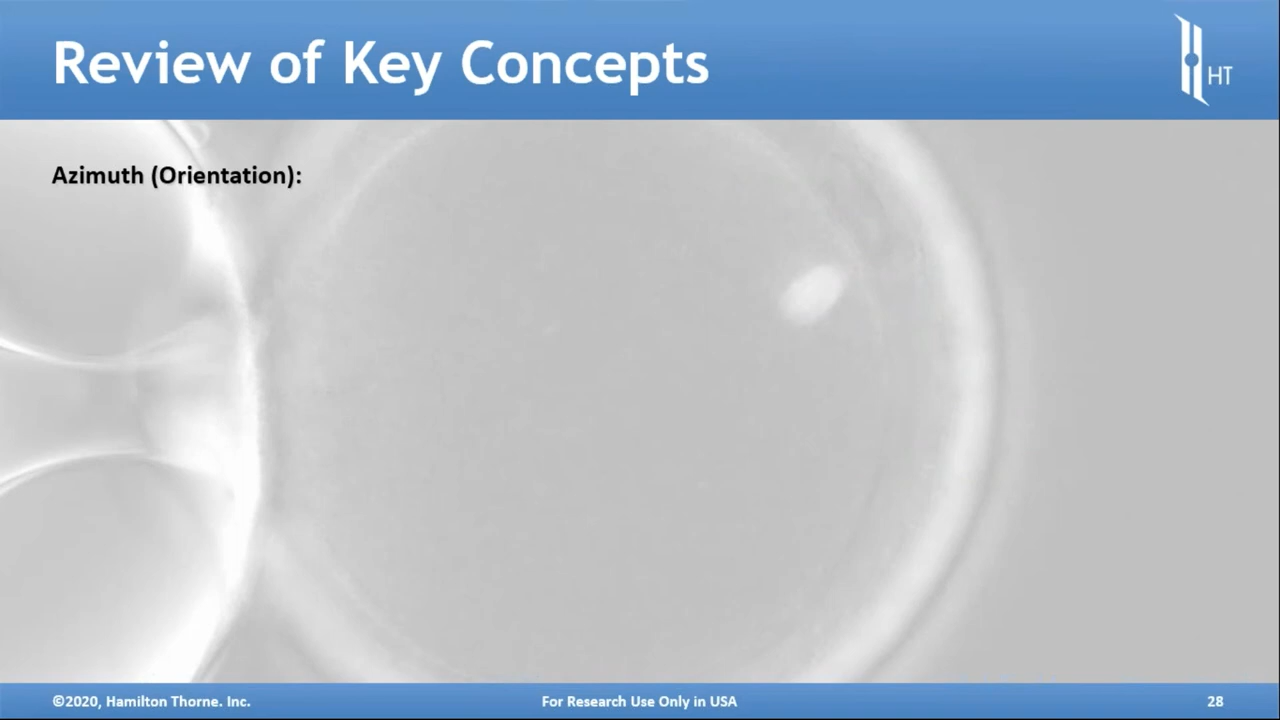 Review of Key Concepts
HT
Azimuth (Orientation):
©2020, Hamilton Thorne. Inc.
For Research Use Only in USA
28